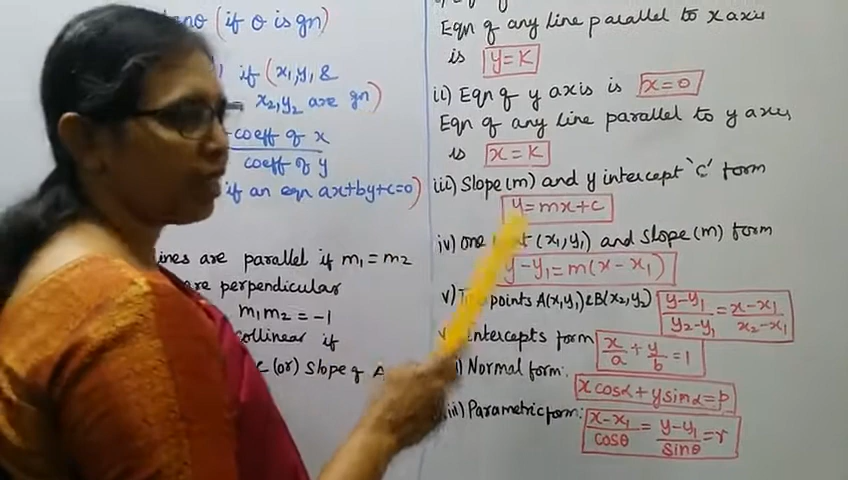 (if θ is gn)
if (x₁,y₁ &
x₂,y₂ are gn)
-coeff of x
coeff of y
if an eqn ax+by+c=0)
are parallel if m₁=m₂
are perpendicular
m₁m₂=-1
collinear if
(or) slope of
Eqn of any line parallel to x axis
is y=K
ii) Eqn of y axis is x=0
Eqn of any line parallel to y axis
is x=K
iii) Slope(m) and y intercept 'c' form
y=mx+c
iv) one (x₁,y₁) and slope(m) form
y-y₁=m(x-x₁)
v) points A(x₁y₁)&B(x₂,y₂) y-y₁/y₂-y₁ = x-x₁/x₂-x₁
intercepts form x/a + y/b =1
Normal form:
x cosα + y sinα = p
Parametric form: x-x₁/cosθ = y-y₁/sinθ = r